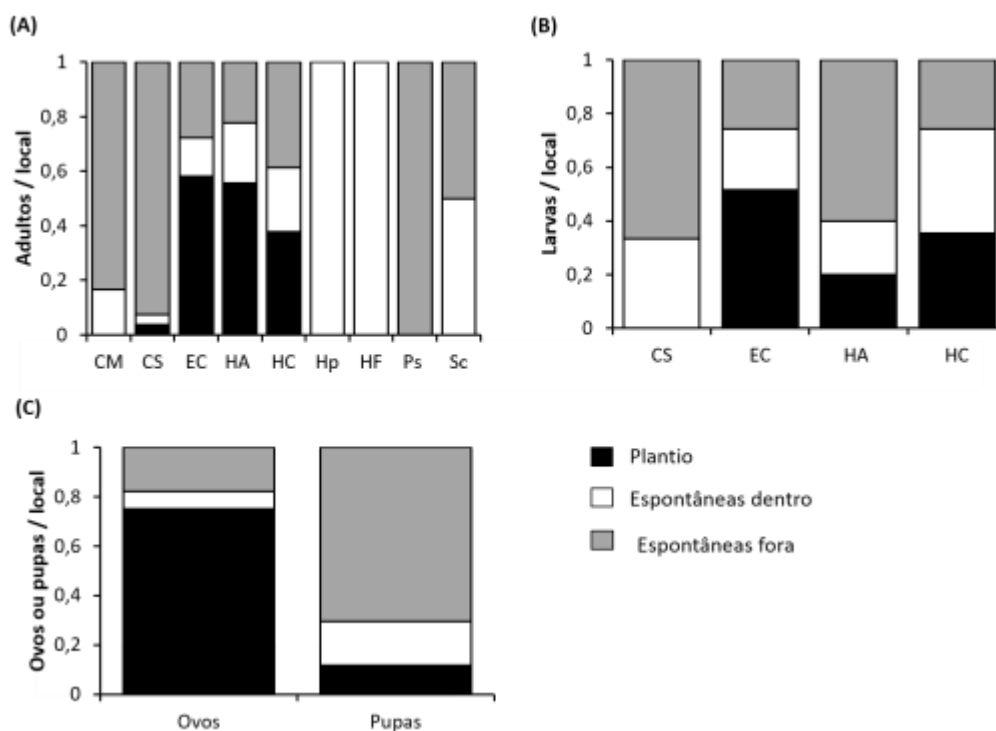 (A)
Adultos / local
1
0,8
0,6
0,4
0,2
0
CM CS EC HA HC Hp HF Ps Sc
(B)
Larvas / local
1
0,8
0,6
0,4
0,2
0
CS EC HA HC
(C)
Ovos ou pupas / local
1
0,8
0,6
0,4
0,2
0
Ovos Pupas
Plantio
Espontâneas dentro
Espontâneas fora